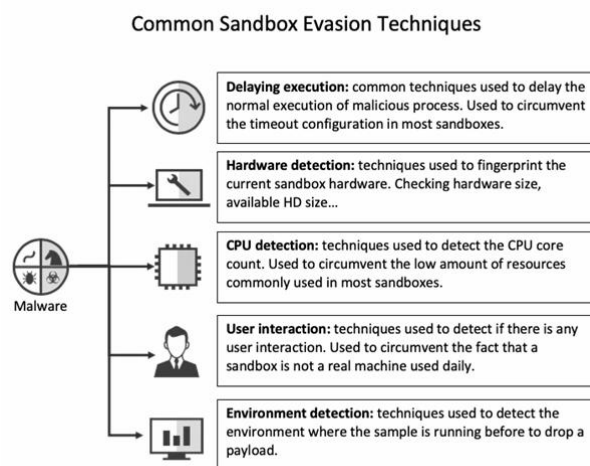 Common Sandbox Evasion Techniques
Delaying execution: common techniques used to delay the
normal execution of malicious process. Used to circumvent
the timeout configuration in most sandboxes.
Hardware detection: techniques used to fingerprint the
current sandbox hardware. Checking hardware size,
available HD size...
CPU detection: techniques used to detect the CPU core
count. Used to circumvent the low amount of resources
commonly used in most sandboxes.
Malware
User interaction: techniques used to detect if there is any
user interaction. Used to circumvent the fact that a
sandbox is not a real machine used daily.
Environment detection: techniques used to detect the
environment where the sample is running before to drop a
payload.